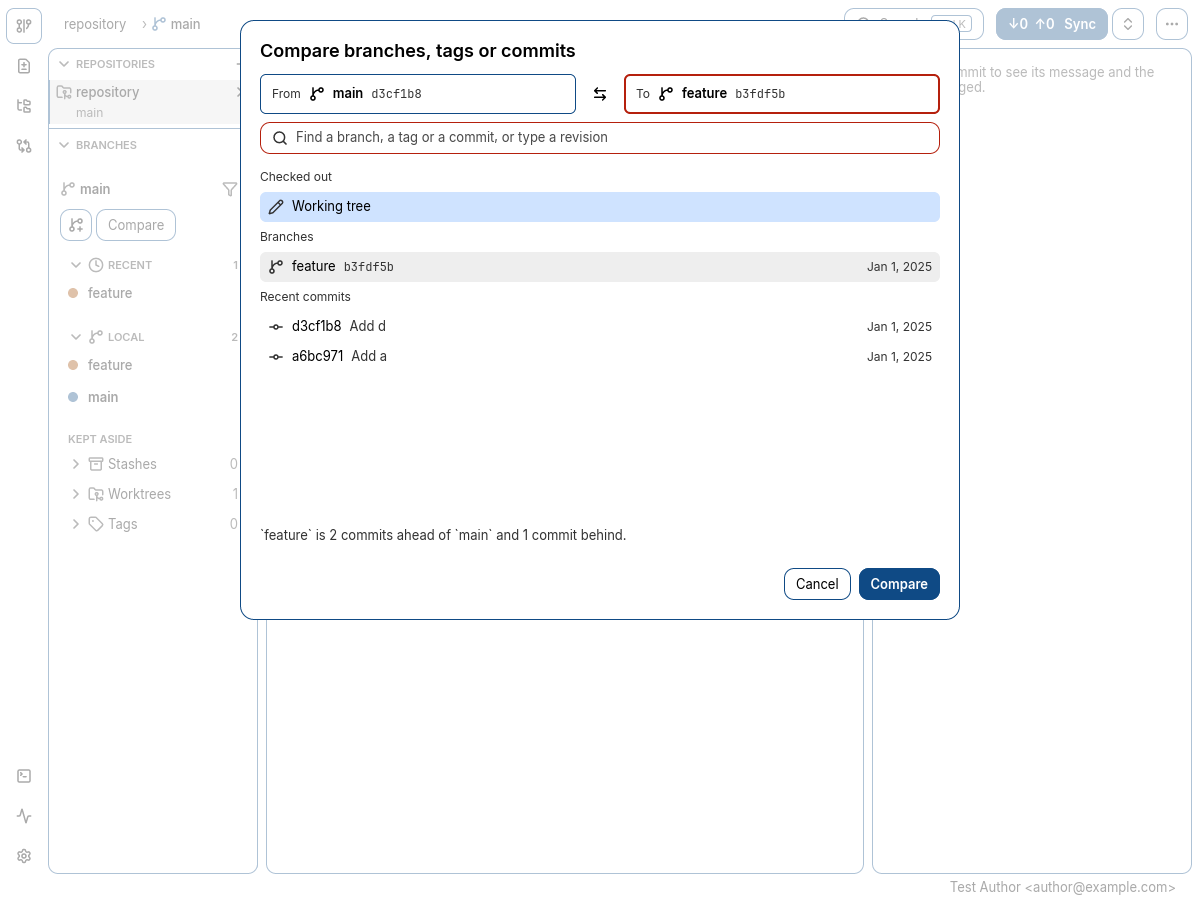 repository
main
↓0 ↑0 Sync
REPOSITORIES
repository
main
BRANCHES
main
Compare
RECENT 1
feature
LOCAL 2
feature
main
KEPT ASIDE
Stashes 0
Worktrees 1
Tags 0
Compare branches, tags or commits
From main d3cf1b8
To feature b3fdf5b
Find a branch, a tag or a commit, or type a revision
Checked out
Working tree
Branches
feature b3fdf5b Jan 1, 2025
Recent commits
d3cf1b8 Add d Jan 1, 2025
a6bc971 Add a Jan 1, 2025
`feature` is 2 commits ahead of `main` and 1 commit behind.
Cancel
Compare
to see its message and the
Test Author <author@example.com>